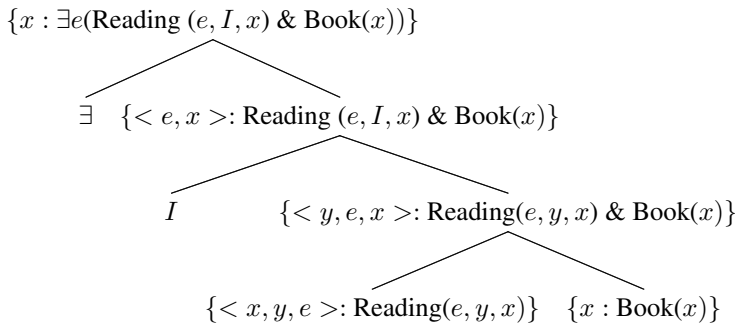 {x : ∃e(Reading (e, I, x) & Book(x))}
∃ {< e, x >: Reading (e, I, x) & Book(x)}
I {< y, e, x >: Reading(e, y, x) & Book(x)}
{< x, y, e >: Reading(e, y, x)} {x : Book(x)}